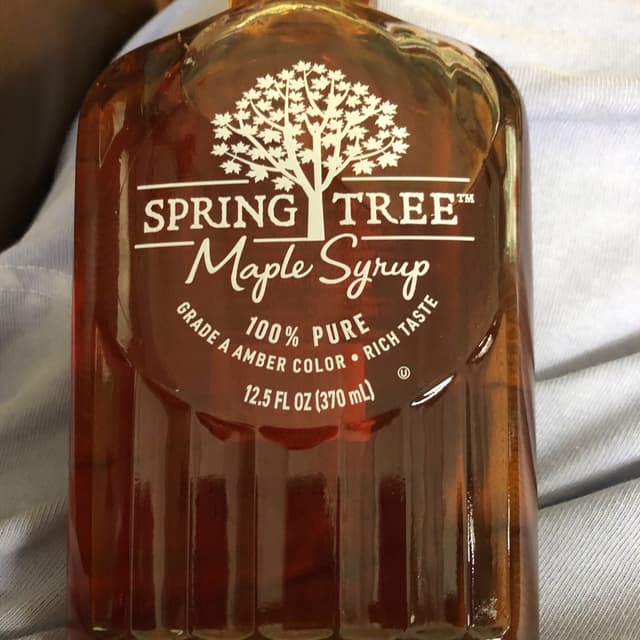 SPRING TREE™
Maple Syrup
100% PURE
GRADE A AMBER COLOR • RICH TASTE
U
12.5 FL OZ (370 mL)